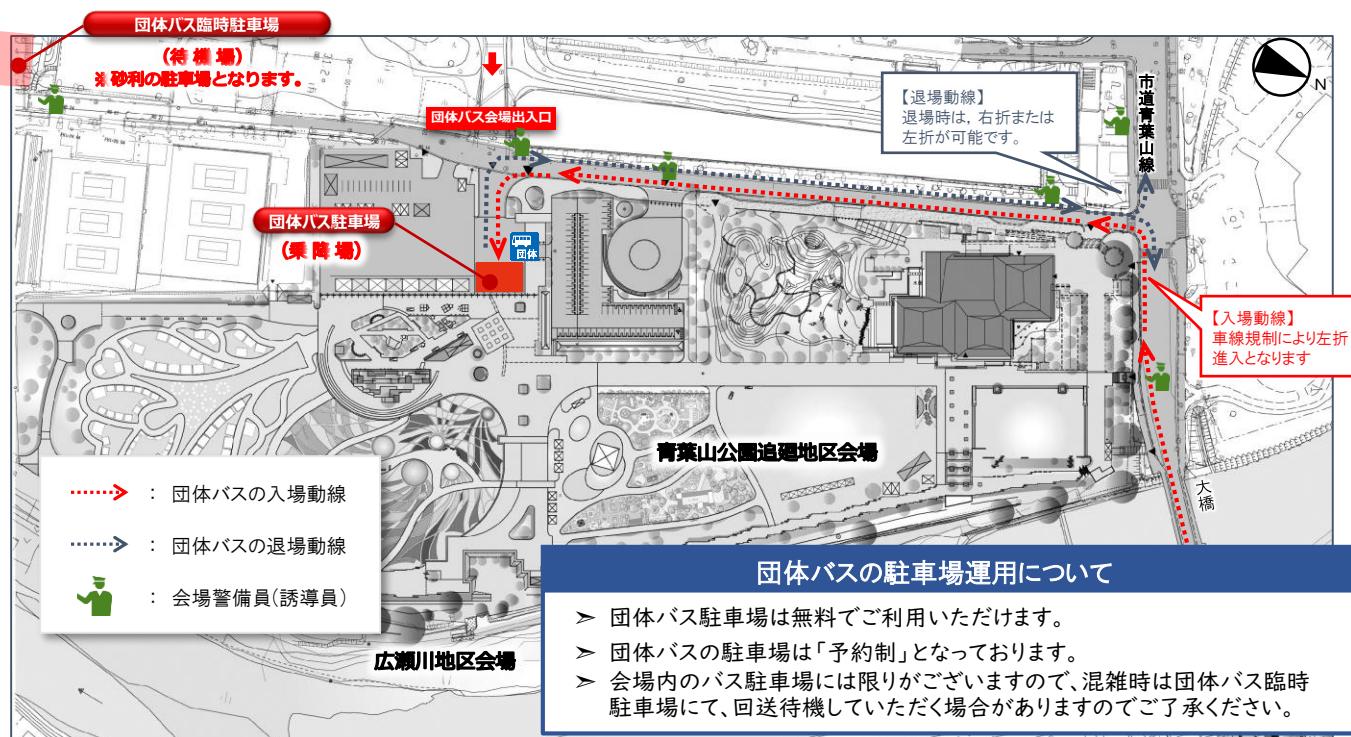 団体バス臨時駐車場
(待機場)
※砂利の駐車場となります。
団体バス会場出入口
【退場動線】
退場時は，右折または
左折が可能です。
市道青葉山線
N
団体バス駐車場
(乗降場)
団体
【入場動線】
車線規制により左折
進入となります
青葉山公園追廻地区会場
大橋
： 団体バスの入場動線
： 団体バスの退場動線
： 会場警備員(誘導員)
広瀬川地区会場
団体バスの駐車場運用について
➢ 団体バス駐車場は無料でご利用いただけます。
➢ 団体バスの駐車場は「予約制」となっております。
➢ 会場内のバス駐車場には限りがございますので、混雑時は団体バス臨時
駐車場にて、回送待機していただく場合がありますのでご了承ください。